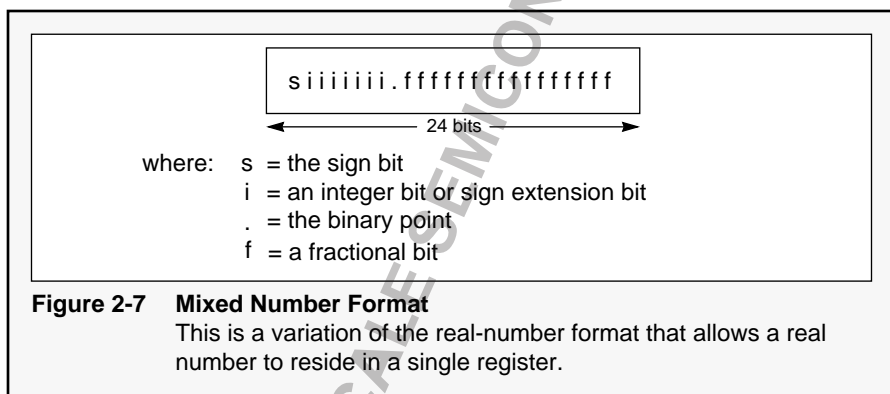 s i i i i i i i . f f f f f f f f f f f f f f f f
24 bits
where: s = the sign bit
i = an integer bit or sign extension bit
. = the binary point
f = a fractional bit
Figure 2-7 Mixed Number Format
This is a variation of the real-number format that allows a real
number to reside in a single register.
CALE SEMICON